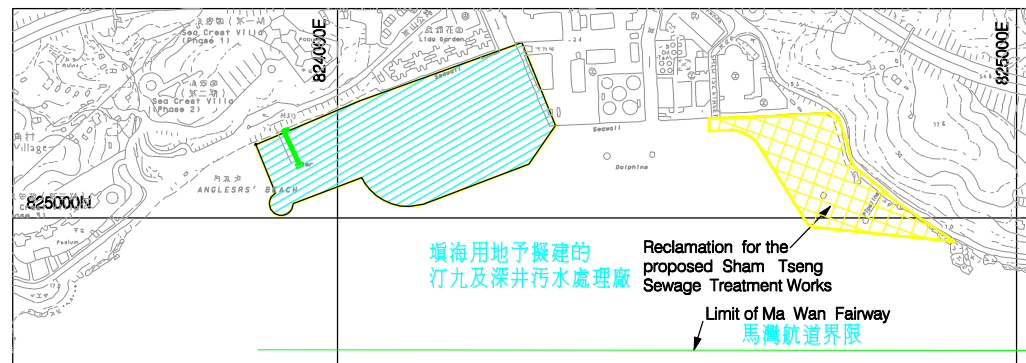 Sea Crest Villa
(Phase 1)
824000E
Lido Garden
825000E
Seawall
Sea Crest Villa
(Phase 2)
Village
Seawall
Dolphins
ANGLESRS' BEACH
825000N
Pipeline
填海用地予擬建的
汀九及深井污水處理廠
Reclamation for the
proposed Sham Tseng
Sewage Treatment Works
Limit of Ma Wan Fairway
馬灣航道界限